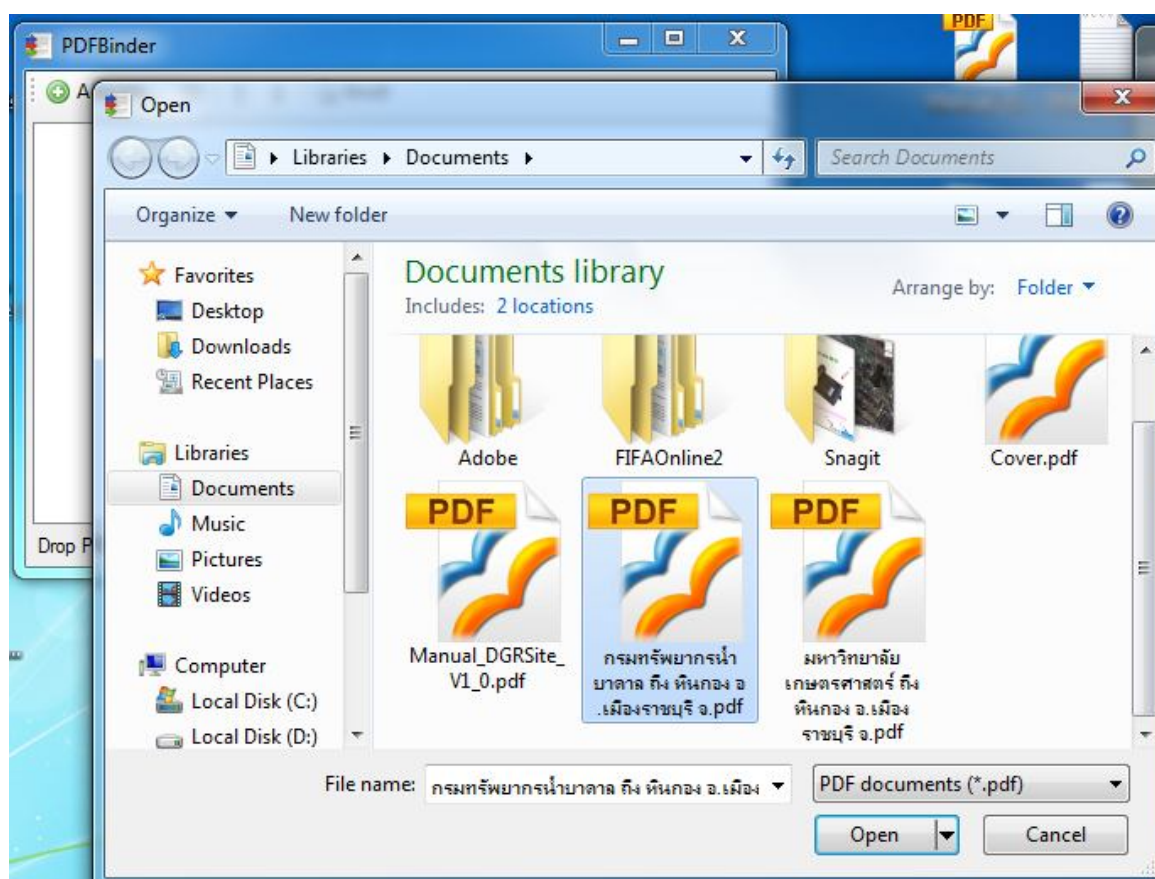 PDF
PDFBinder
A
Open
Libraries
Documents
Search Documents
Organize
New folder
Favorites
Desktop
Downloads
Recent Places
Libraries
Documents
Music
Pictures
Videos
Computer
Local Disk (C:)
Local Disk (D:)
Drop P
Documents library
Includes: 2 locations
Arrange by: Folder
Adobe
FIFAOnline2
Snagit
Cover.pdf
PDF
PDF
PDF
Manual_DGRSite_
V1_0.pdf
กรมทรัพยากรน้ำ
บาดาล ถึง หินกอง อ
.เมืองราชบุรี จ.pdf
มหาวิทยาลัย
เกษตรศาสตร์ ถึง
หินกอง อ.เมือง
ราชบุรี จ.pdf
File name: กรมทรัพยากรน้ำบาดาล ถึง หินกอง อ.เมือง
PDF documents (*.pdf)
Open
Cancel